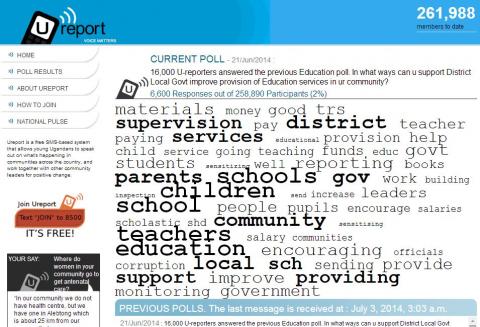 Ureport
VOICE MATTERS
261,988
members to date
HOME
POLL RESULTS
ABOUT UREPORT
HOW TO JOIN
NATIONAL PULSE
Ureport is a free SMS-based system
that allows young Ugandans to speak
out on what's happening in
communities across the country, and
work together with other community
leaders for positive change.
Join Ureport
Text "JOIN" to 8500
IT'S FREE!
YOUR SAY:
Where do
women in your
community go to
get antenatal
care?
"In our community we do
not have health centre, but we
have one in Alebtong which is
about 25 km from our
CURRENT POLL - 21/Jun/2014 :
16,000 U-reporters answered the previous Education poll. In what ways can u support District
Local Govt improve provision of Education services in ur community?
6,600 Responses out of 258,890 Participants (2%)
materials money good trs
supervision pay district teacher
paying services educational provision help
child service going teaching funds educ govt
students sensitizing well reporting books
parents schools gov work building
inspection children send increase leaders
school people pupils encourage salaries
scholastic shd community sensitising
teachers salary communities
education encouraging officials
corruption local sch sending provide
support improve providing
monitoring government
PREVIOUS POLLS. The last message is received at : July 3, 2014, 3:03 a.m.
21/Jun/2014 : 16,000 U-reporters answered the previous Education poll. In what ways can u support District Local Govt